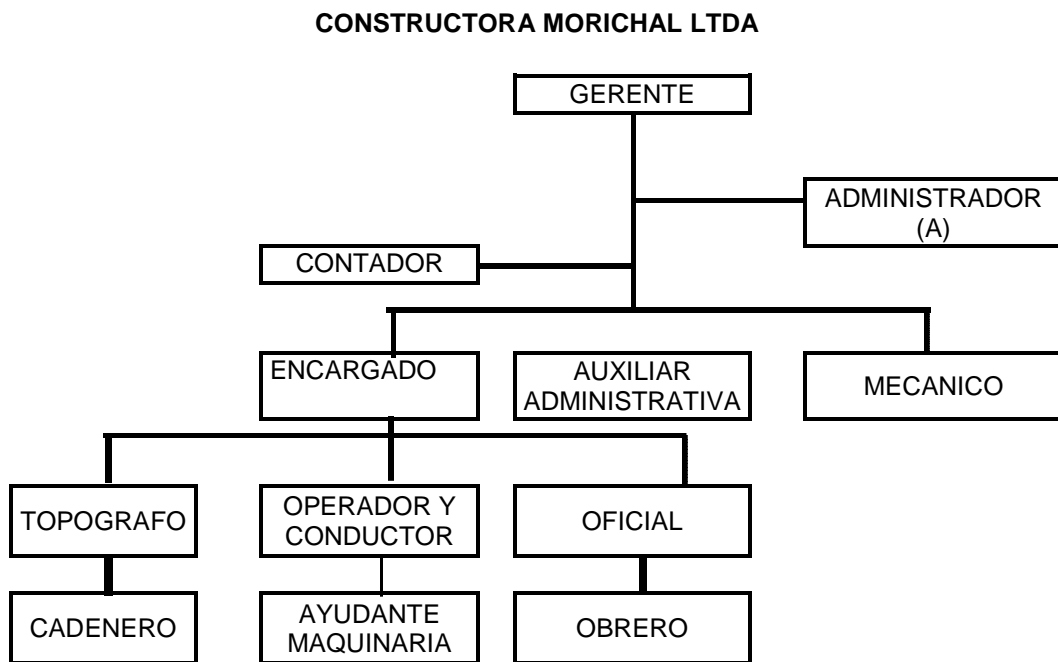 CONSTRUCTORA MORICHAL LTDA
GERENTE
ADMINISTRADOR
(A)
CONTADOR
ENCARGADO
AUXILIAR
ADMINISTRATIVA
MECANICO
TOPOGRAFO
OPERADOR Y
CONDUCTOR
OFICIAL
CADENERO
AYUDANTE
MAQUINARIA
OBRERO